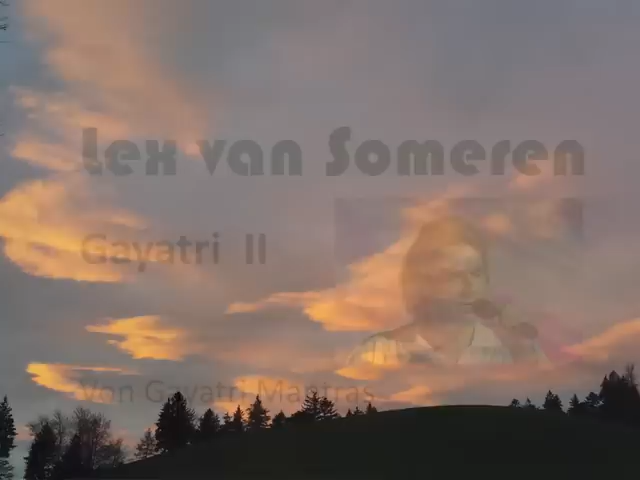 Lex van Someren
Gayatri II
Von Gayatri Mantras